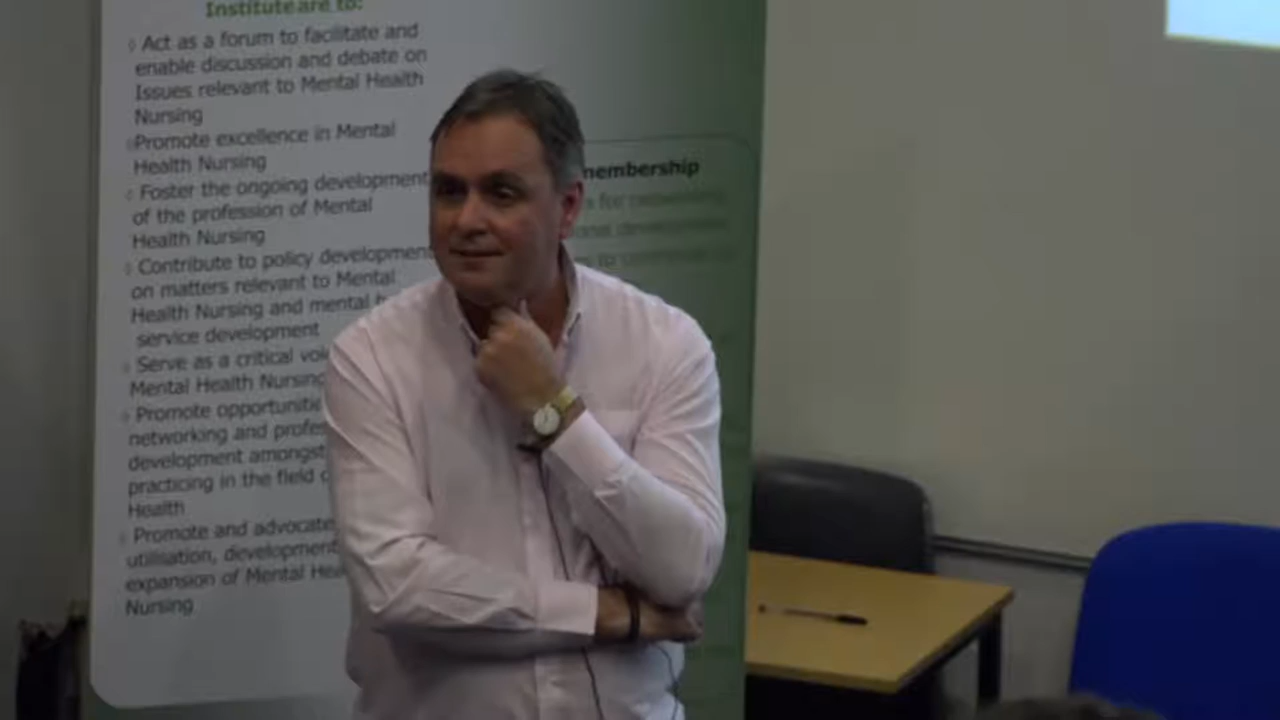 Institute are to:
◊ Act as a forum to facilitate and
enable discussion and debate on
Issues relevant to Mental Health
Nursing
◊Promote excellence in Mental
Health Nursing
◊ Foster the ongoing development
of the profession of Mental
Health Nursing
◊ Contribute to policy development
on matters relevant to Mental
Health Nursing and mental
service development
◊ Serve as a critical
Mental Health Nursing
◊ Promote
networking and
development amongst
practicing in the field
Health
◊ Promote and advocate
utilisation, development
expansion of Mental
Nursing
membership